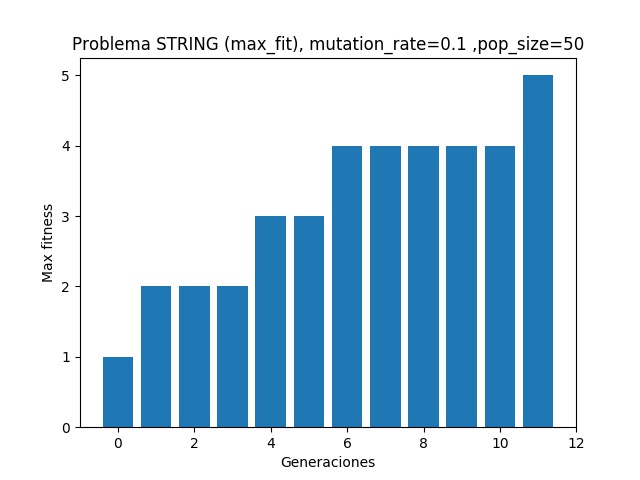 Problema STRING (max_fit), mutation_rate=0.1 ,pop_size=50
5
4
3
2
1
0
Max fitness
0 2 4 6 8 10 12
Generaciones